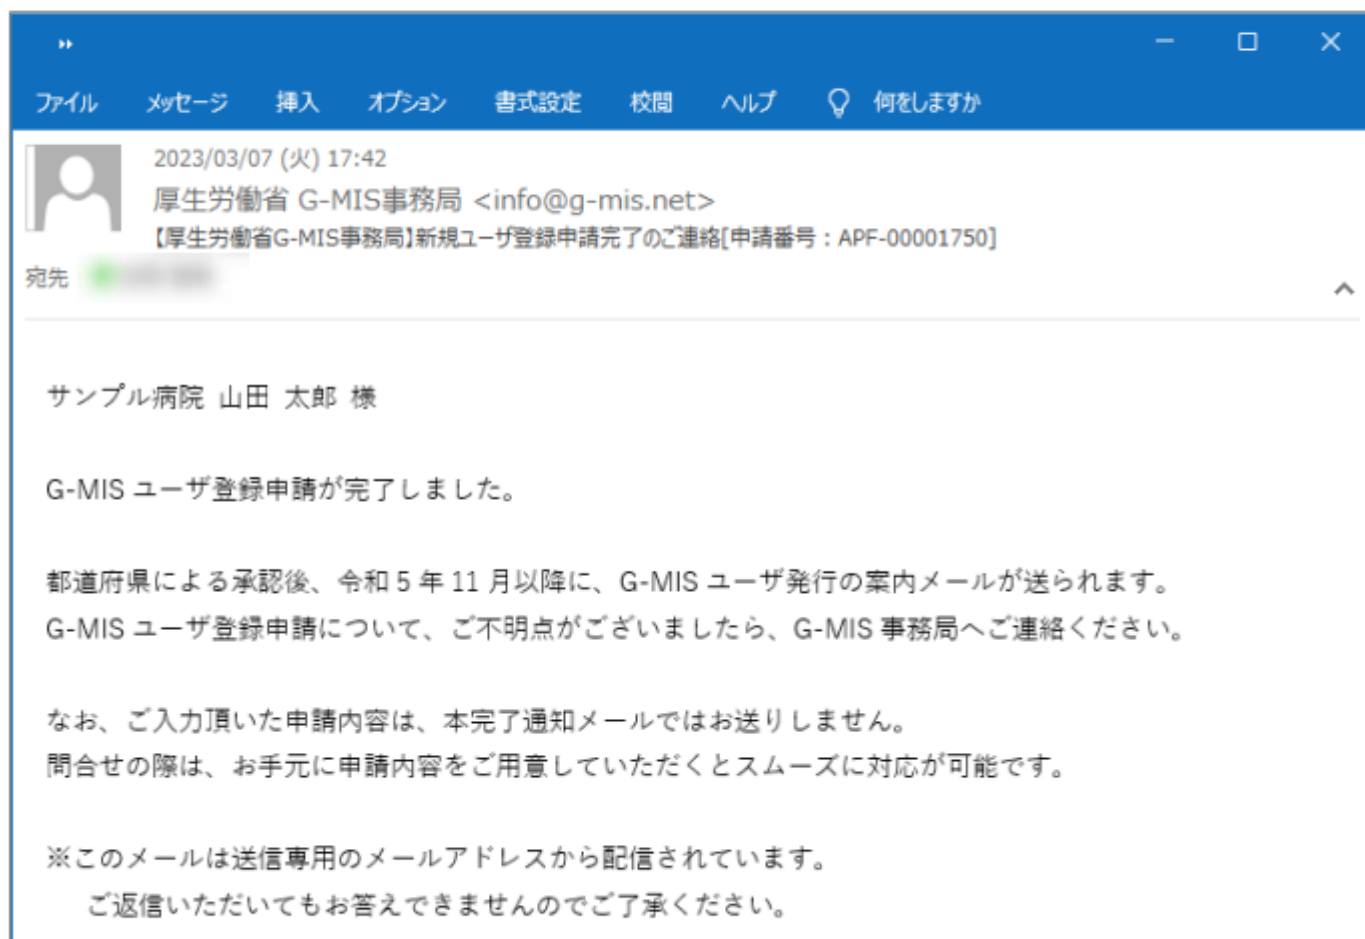 ファイル メッセージ 挿入 オプション 書式設定 校閲 ヘルプ 何をしますか
2023/03/07 (火) 17:42
厚生労働省 G-MIS事務局 <info@g-mis.net>
【厚生労働省G-MIS事務局】新規ユーザ登録申請完了のご連絡[申請番号：APF-00001750]
宛先
サンプル病院 山田 太郎 様
G-MIS ユーザ登録申請が完了しました。
都道府県による承認後、令和 5 年 11 月以降に、G-MIS ユーザ発行の案内メールが送られます。
G-MIS ユーザ登録申請について、ご不明点がございましたら、G-MIS 事務局へご連絡ください。
なお、ご入力頂いた申請内容は、本完了通知メールではお送りしません。
問合せの際は、お手元に申請内容をご用意していただくとスムーズに対応が可能です。
※このメールは送信専用のメールアドレスから配信されています。
ご返信いただいてもお答えできませんのでご了承ください。